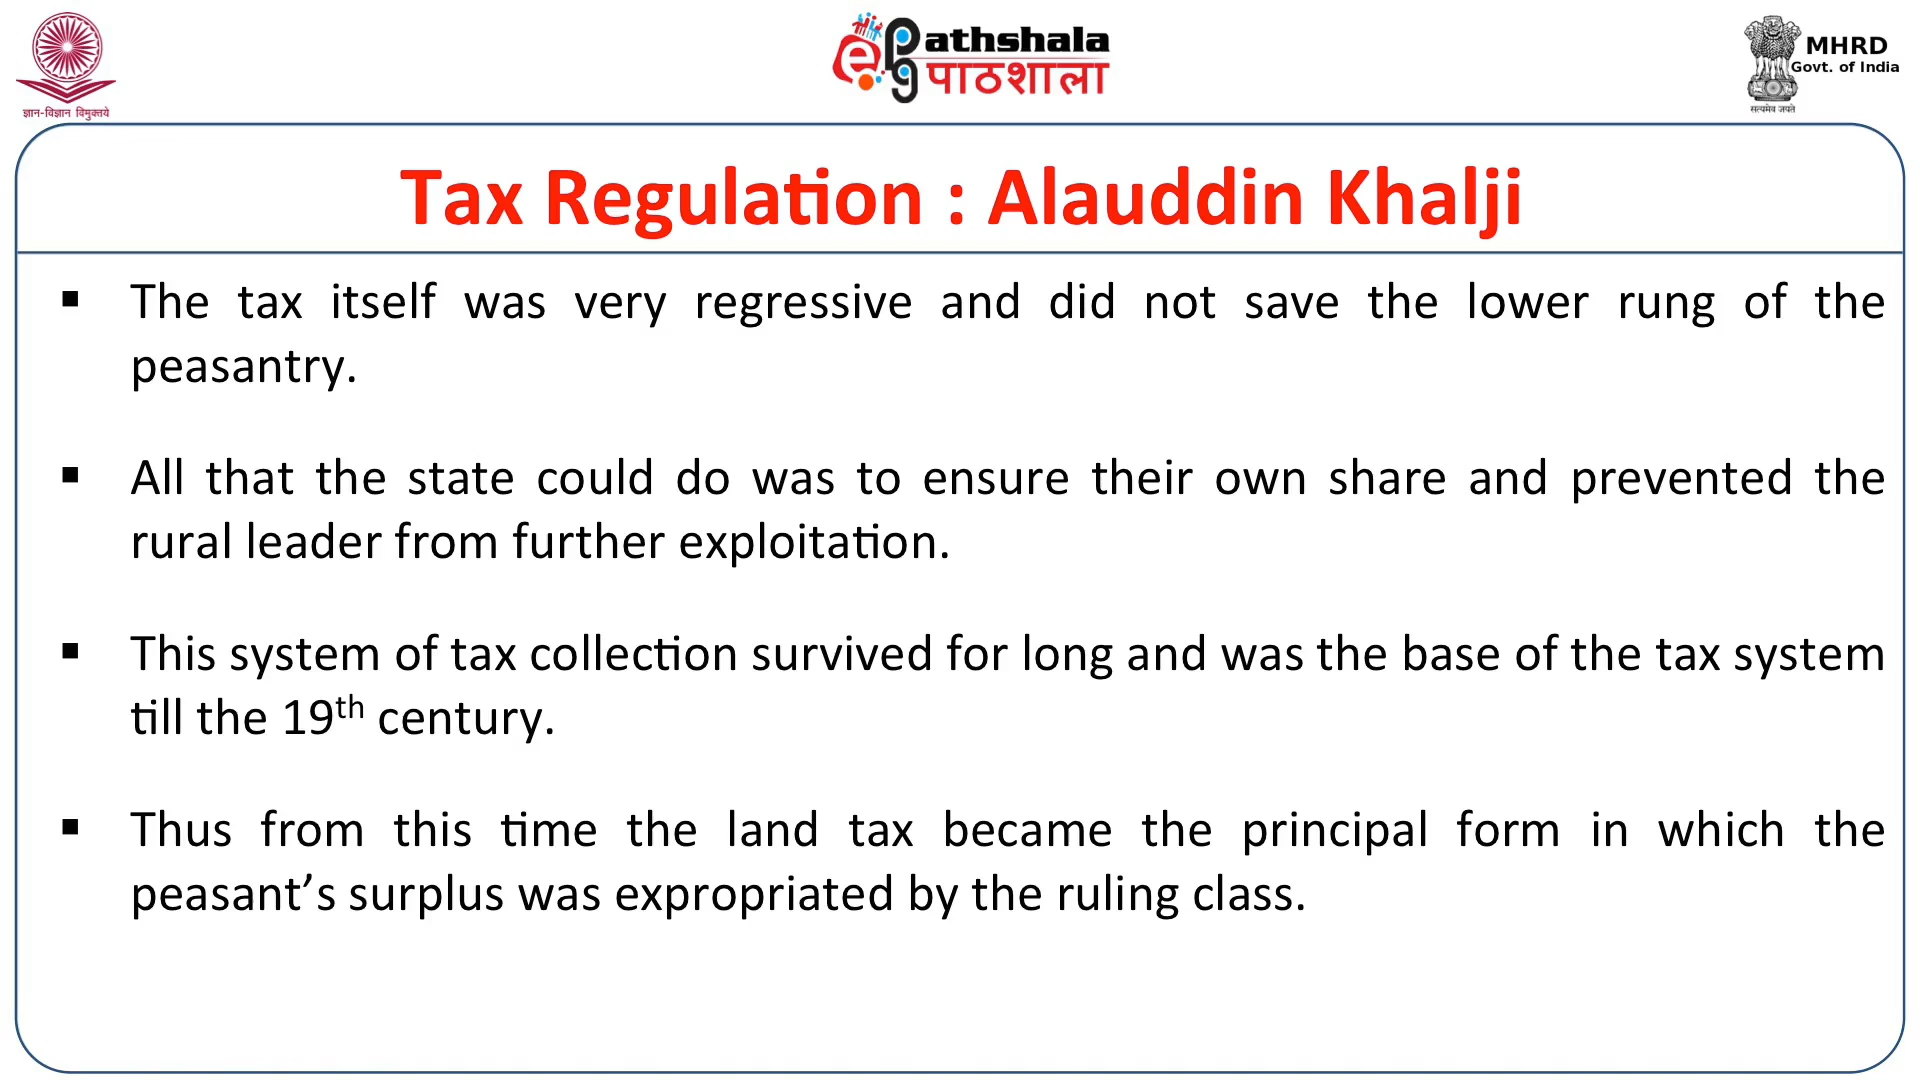 ज्ञान-विज्ञान विमुक्तये
e
pg
athshala
पाठशाला
MHRD
Govt. of India
सत्यमेव जयते
Tax Regulation : Alauddin Khalji
▪ The tax itself was very regressive and did not save the lower rung of the
peasantry.
▪ All that the state could do was to ensure their own share and prevented the
rural leader from further exploitation.
▪ This system of tax collection survived for long and was the base of the tax system
till the 19th century.
▪ Thus from this time the land tax became the principal form in which the
peasant’s surplus was expropriated by the ruling class.